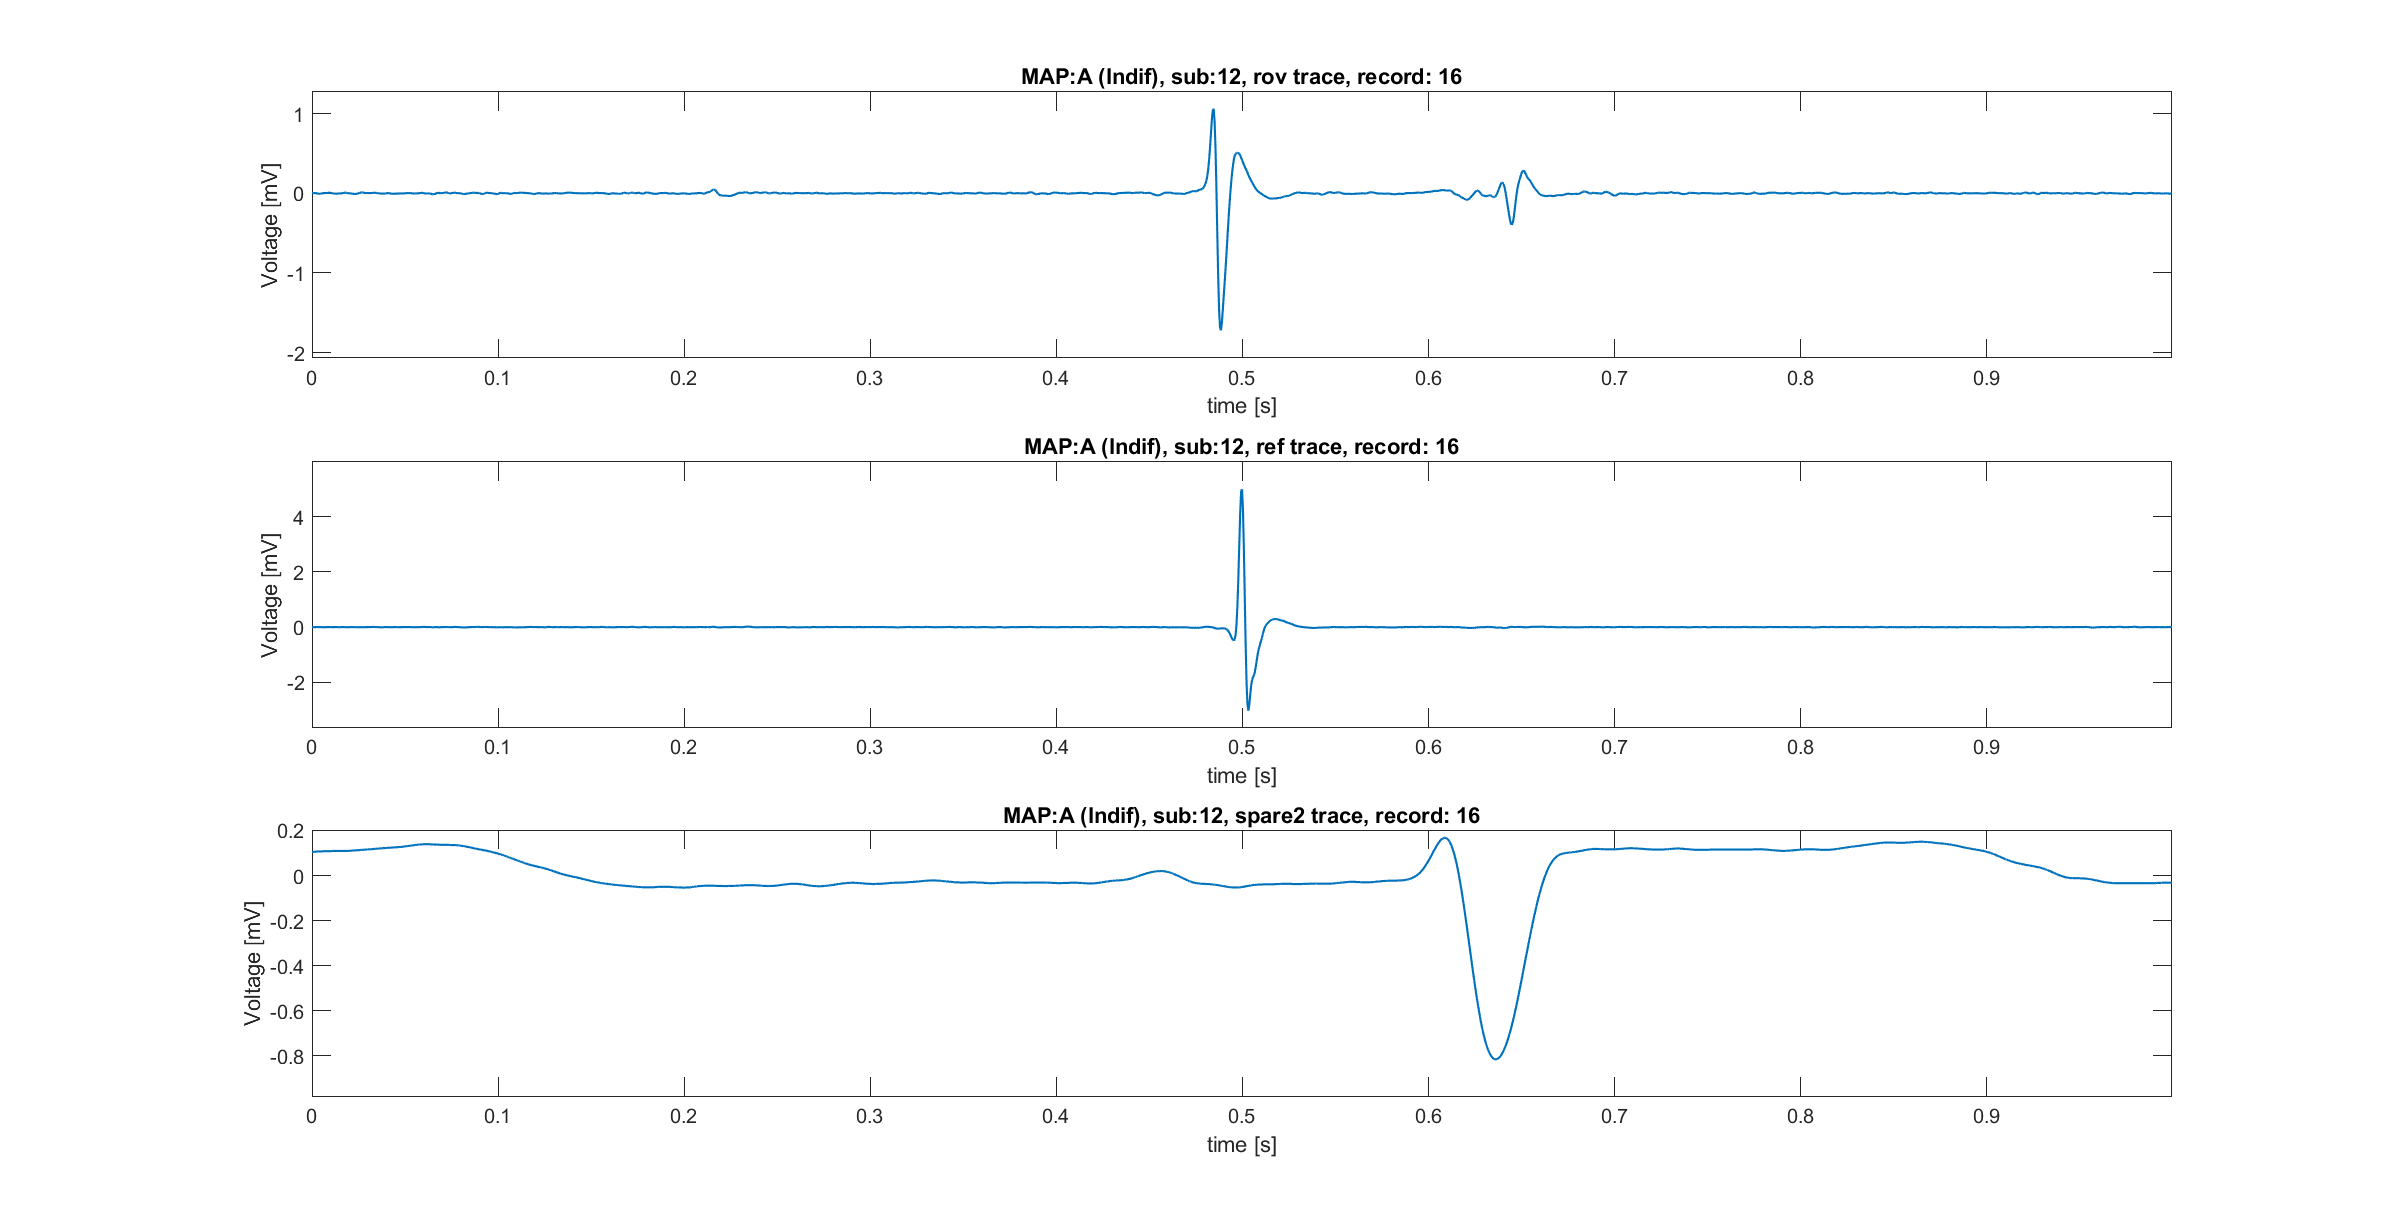 MAP:A (Indif), sub:12, rov trace, record: 16
Voltage [mV]
1
0
-1
-2
0 0.1 0.2 0.3 0.4 0.5 0.6 0.7 0.8 0.9
time [s]
MAP:A (Indif), sub:12, ref trace, record: 16
Voltage [mV]
4
2
0
-2
0 0.1 0.2 0.3 0.4 0.5 0.6 0.7 0.8 0.9
time [s]
MAP:A (Indif), sub:12, spare2 trace, record: 16
Voltage [mV]
0.2
0
-0.2
-0.4
-0.6
-0.8
0 0.1 0.2 0.3 0.4 0.5 0.6 0.7 0.8 0.9
time [s]